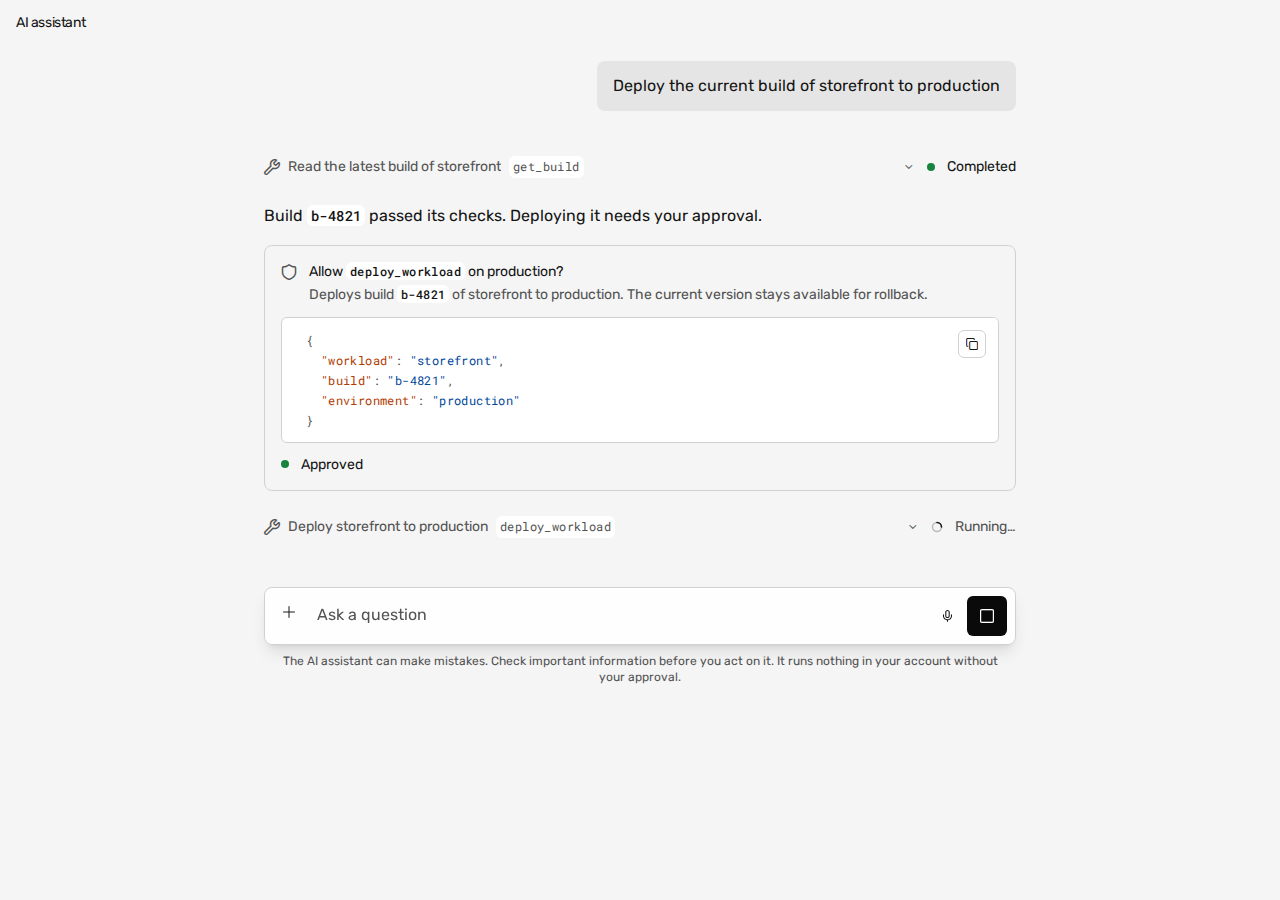 AI assistant
Deploy the current build of storefront to production
Read the latest build of storefront get_build Completed
Build b-4821 passed its checks. Deploying it needs your approval.
Allow deploy_workload on production?
Deploys build b-4821 of storefront to production. The current version stays available for rollback.
{
"workload": "storefront",
"build": "b-4821",
"environment": "production"
}
Approved
Deploy storefront to production deploy_workload Running…
Ask a question
The AI assistant can make mistakes. Check important information before you act on it. It runs nothing in your account without
your approval.